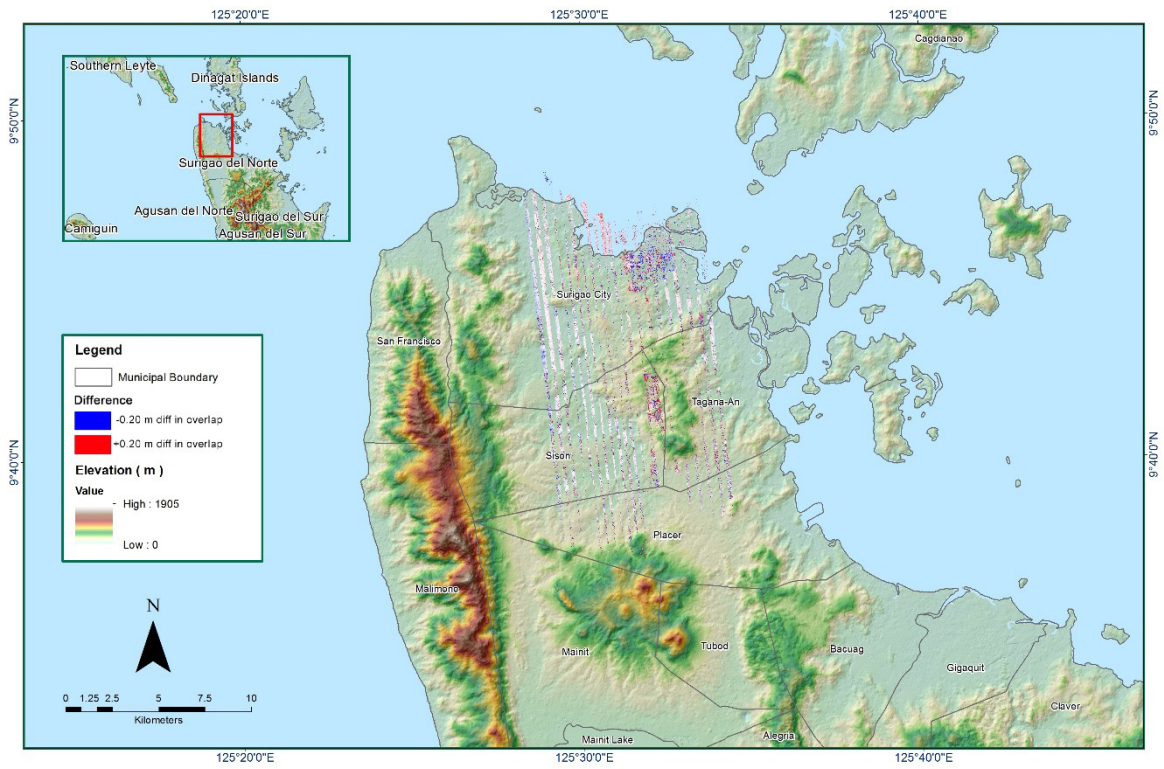 125°20'0"E
125°30'0"E
125°40'0"E
Cagdianao
Southern Leyte
Dinagat Islands
Surigao del Norte
Agusan del Norte
Surigao del Sur
Camiguin
Agusan del Sur
9°50'0"N
9°50'0"N
Surigao City
San Francisco
Tagana-An
Sison
9°40'0"N
9°40'0"N
Placer
Malimono
Mainit
Tubod
Bacuag
Gigaquit
Claver
Mainit Lake
Alegria
Legend
Municipal Boundary
Difference
-0.20 m diff in overlap
+0.20 m diff in overlap
Elevation ( m )
Value
High : 1905
Low : 0
N
0 1.25 2.5 5 7.5 10
Kilometers
125°20'0"E
125°30'0"E
125°40'0"E